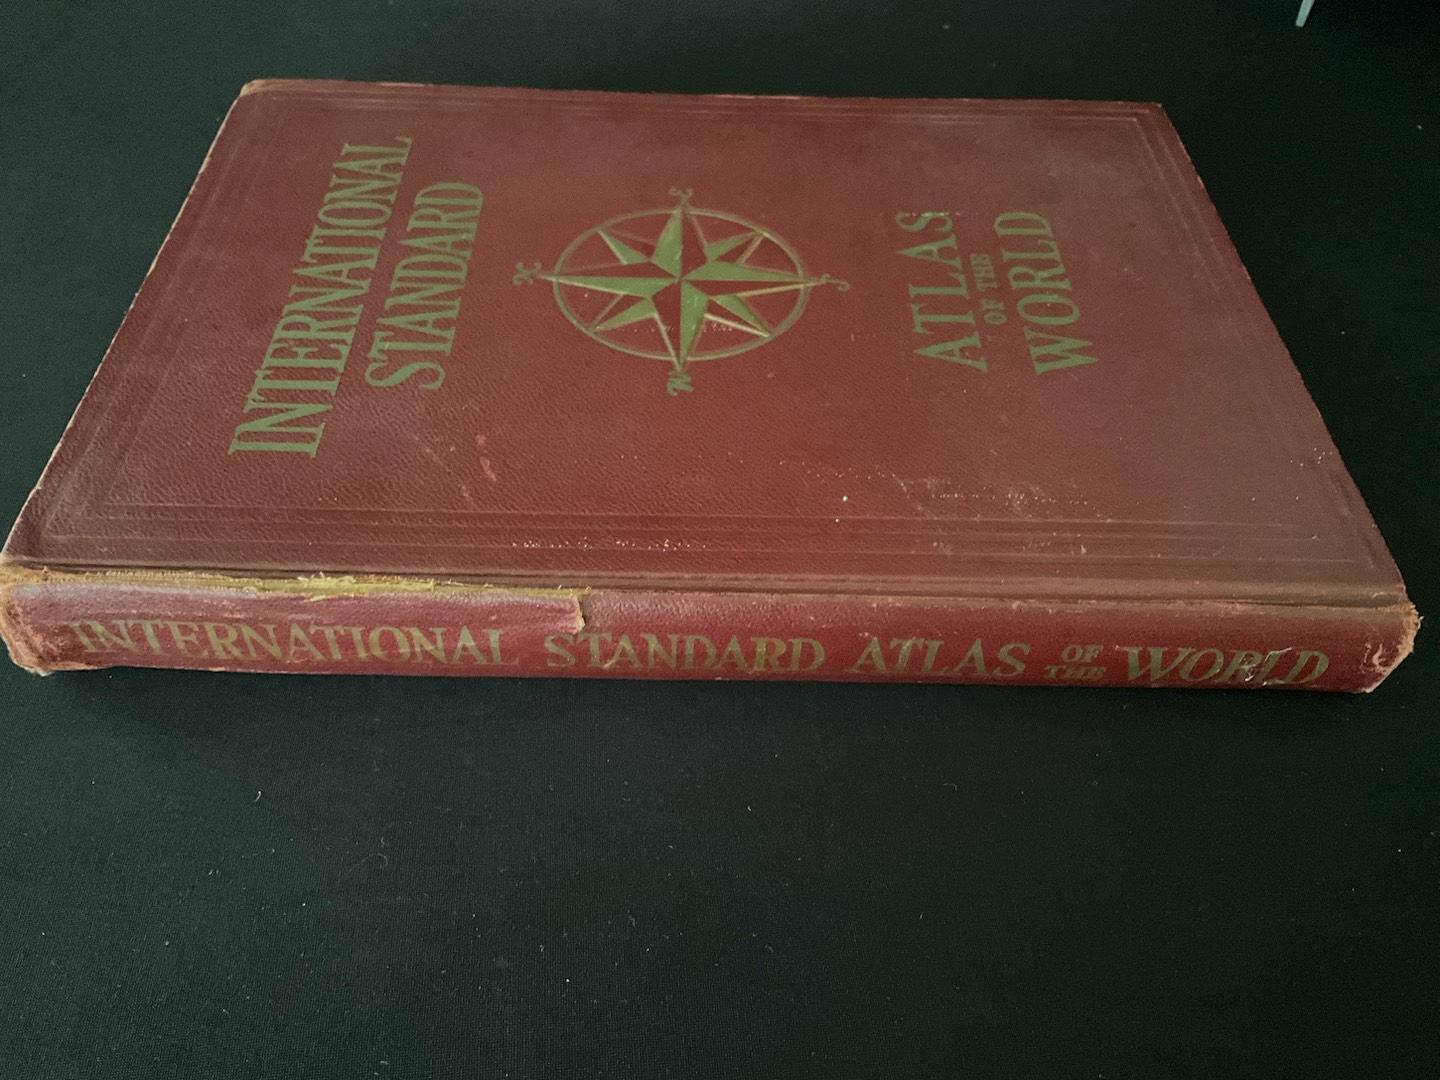 INTERNATIONAL
STANDARD
N
E
S
W
ATLAS
OF THE
WORLD
INTERNATIONAL STANDARD ATLAS OF THE WORLD